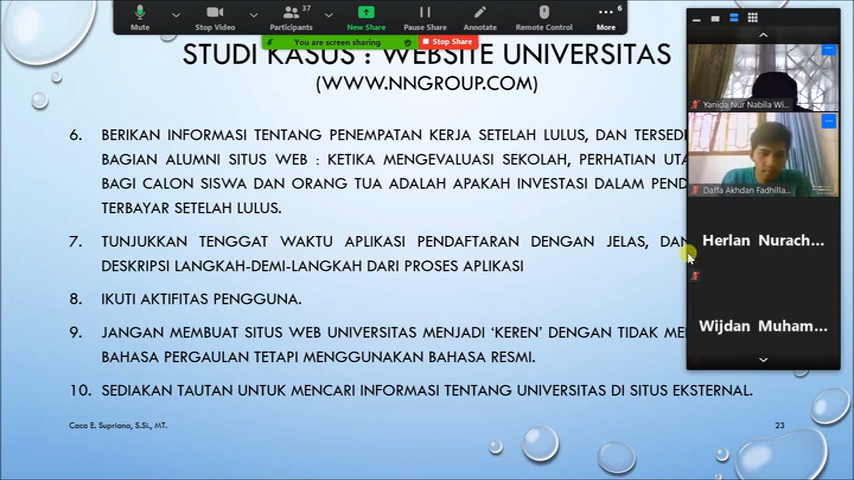 37
6
Mute
Stop Video
Participants
New Share
Pause Share
Annotate
Remote Control
More
You are screen sharing
Stop Share
STUDI KASUS : WEBSITE UNIVERSITAS
(WWW.NNGROUP.COM)
6. BERIKAN INFORMASI TENTANG PENEMPATAN KERJA SETELAH LULUS, DAN
BAGIAN ALUMNI SITUS WEB : KETIKA MENGEVALUASI SEKOLAH, PERHATIAN
BAGI CALON SISWA DAN ORANG TUA ADALAH APAKAH INVESTASI DALAM
TERBAYAR SETELAH LULUS.
7. TUNJUKKAN TENGGAT WAKTU APLIKASI PENDAFTARAN DENGAN JELAS, DAN
DESKRIPSI LANGKAH-DEMI-LANGKAH DARI PROSES APLIKASI
8. IKUTI AKTIFITAS PENGGUNA.
9. JANGAN MEMBUAT SITUS WEB UNIVERSITAS MENJADI 'KEREN' DENGAN TIDAK
BAHASA PERGAULAN TETAPI MENGGUNAKAN BAHASA RESMI.
10. SEDIAKAN TAUTAN UNTUK MENCARI INFORMASI TENTANG UNIVERSITAS DI SITUS EKSTERNAL.
Caca E. Supriana, S.Si., MT.
23
Yanida Nur Nabila Wi...
Daffa Akhdan Fadhilla...
Herlan Nurach...
Wijdan Muham...